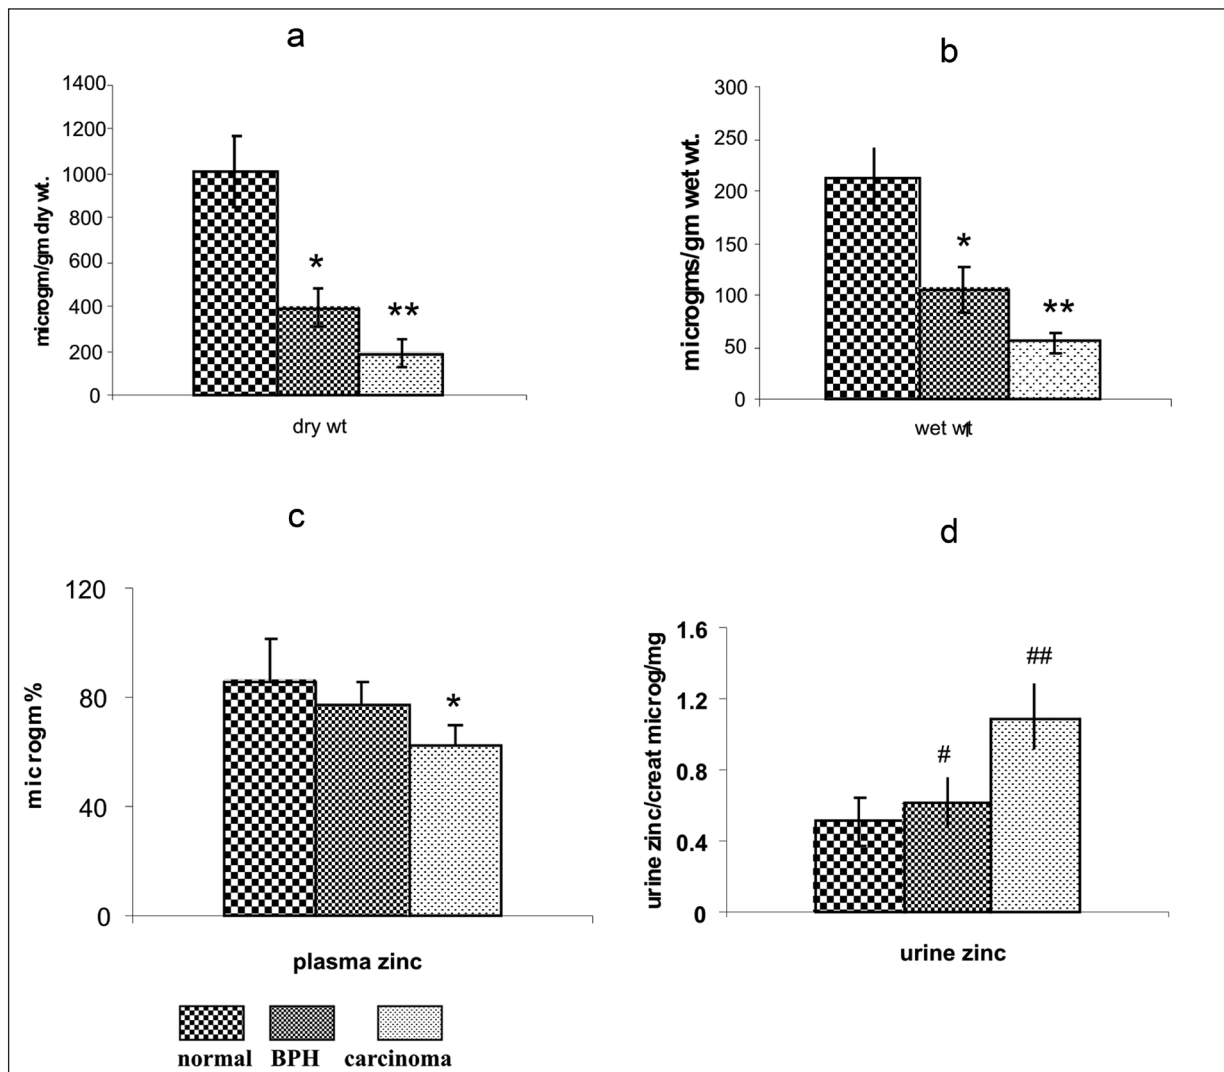 a
1400
1200
1000
800
600
400
200
0
microgm/gm dry wt.
*
**
dry wt
b
300
250
200
150
100
50
0
microgms/gm wet wt.
*
**
wet wt
c
120
80
40
0
microgm%
*
plasma zinc
d
1.6
1.2
0.8
0.4
0
urine zinc/creat microg/mg
#
##
urine zinc
normal BPH carcinoma